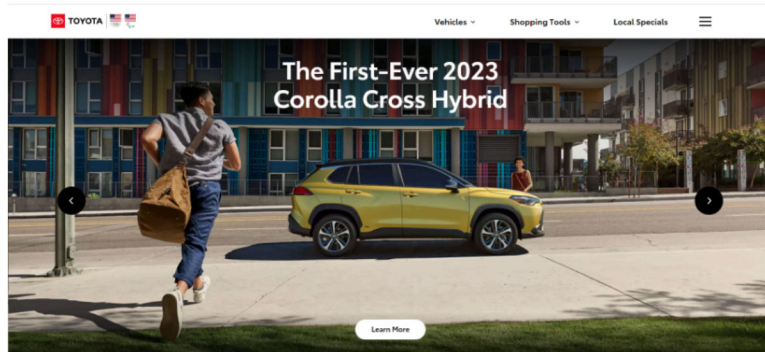 TOYOTA
Vehicles
Shopping Tools
Local Specials
The First-Ever 2023
Corolla Cross Hybrid
Learn More